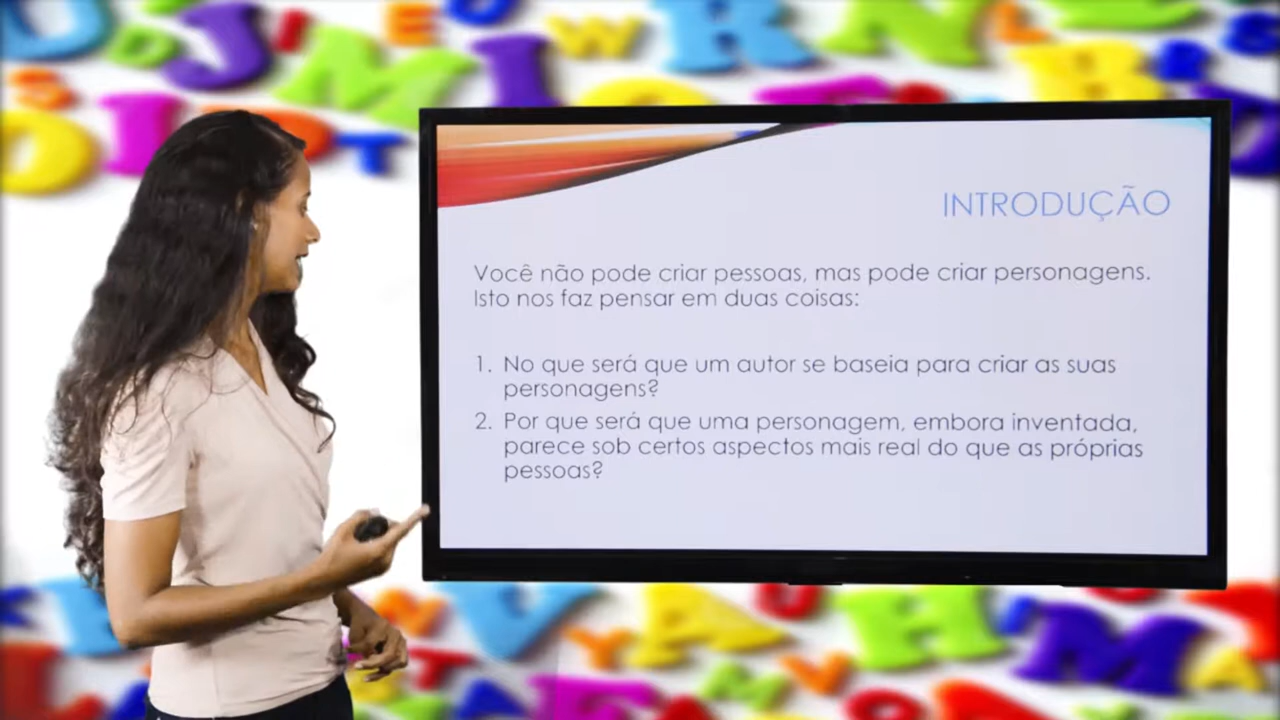 INTRODUÇÃO
Você não pode criar pessoas, mas pode criar personagens.
Isto nos faz pensar em duas coisas:
1. No que será que um autor se baseia para criar as suas
personagens?
2. Por que será que uma personagem, embora inventada,
parece sob certos aspectos mais real do que as próprias
pessoas?